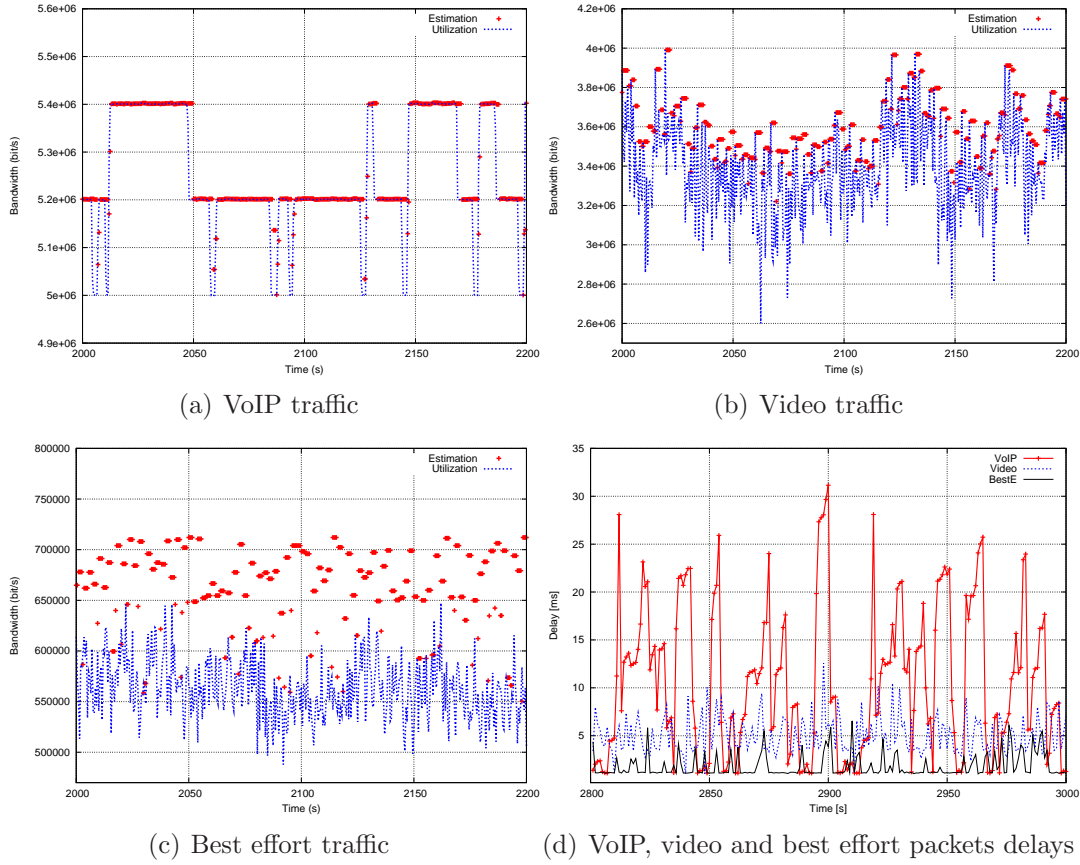 5.6e+06
Estimation
Utilization
5.5e+06
5.4e+06
5.3e+06
5.2e+06
5.1e+06
5e+06
4.9e+06
Bandwidth (bit/s)
2000 2050 2100 2150 2200
Time (s)
(a) VoIP traffic
4.2e+06
Estimation
Utilization
4e+06
3.8e+06
3.6e+06
3.4e+06
3.2e+06
3e+06
2.8e+06
2.6e+06
2.4e+06
Bandwidth (bit/s)
2000 2050 2100 2150 2200
Time (s)
(b) Video traffic
800000
Estimation
Utilization
750000
700000
650000
600000
550000
500000
Bandwidth (bit/s)
2000 2050 2100 2150 2200
Time (s)
(c) Best effort traffic
35
VoIP
Video
BestE
30
25
20
15
10
5
Delay [ms]
2800 2850 2900 2950 3000
Time [s]
(d) VoIP, video and best effort packets delays